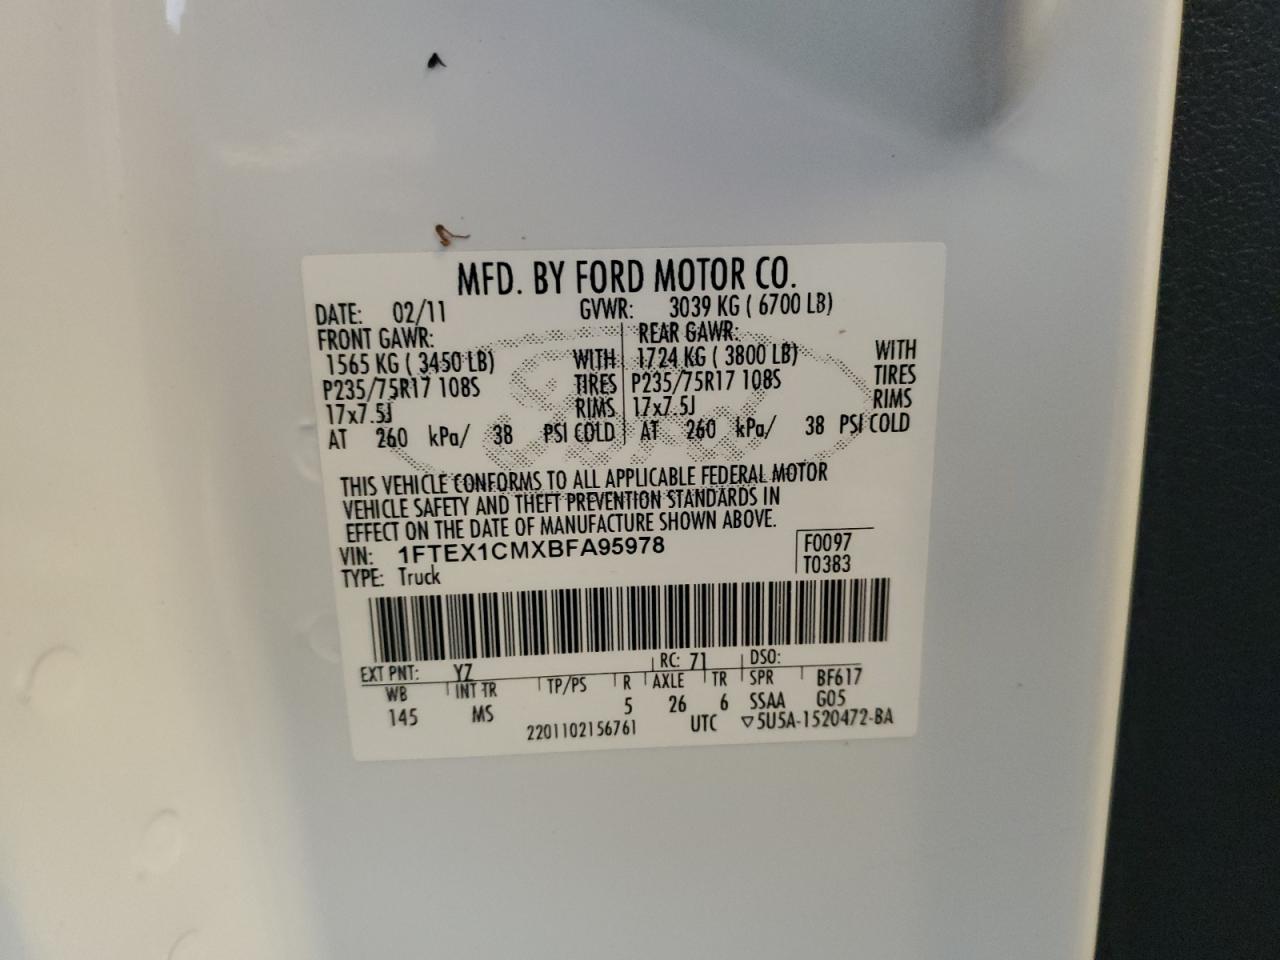 MFD. BY FORD MOTOR CO.
DATE: 02/11 GVWR: 3039 KG ( 6700 LB)
FRONT GAWR: REAR GAWR:
1565 KG ( 3450 LB) WITH 1724 KG ( 3800 LB) WITH
P235/75R17 108S TIRES P235/75R17 108S TIRES
17x7.5J RIMS 17x7.5J RIMS
AT 260 kPa/ 38 PSI COLD AT 260 kPa/ 38 PSI COLD
THIS VEHICLE CONFORMS TO ALL APPLICABLE FEDERAL MOTOR
VEHICLE SAFETY AND THEFT PREVENTION STANDARDS IN
EFFECT ON THE DATE OF MANUFACTURE SHOWN ABOVE.
VIN: 1FTEX1CMXBFA95978 F0097
TYPE: Truck T0383
EXT PNT: YZ RC: 71 DSO:
WB INT TR TP/PS R AXLE TR SPR BF617
145 MS 5 26 6 SSAA G05
2201102156761 UTC ▽5U5A-1520472-BA
Ford